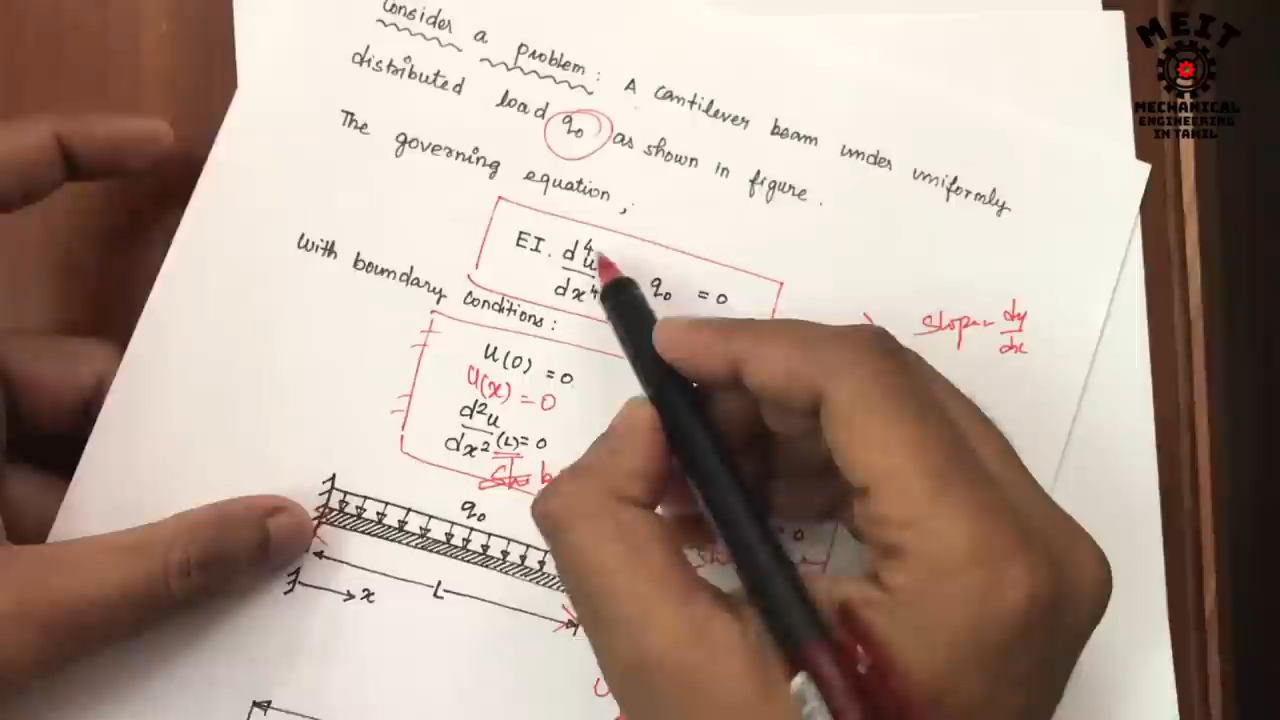 Consider a problem: A cantilever beam under uniformly
distributed load q₀ as shown in figure.
The governing equation,
EI. d⁴u
dx⁴
q₀ = 0
with boundary conditions:
u(0) = 0
u(x) = 0
d²u
dx² (L) = 0
slope = dy
dx
q₀
L
x
MEIT
MECHANICAL
ENGINEERING
IN TAMIL